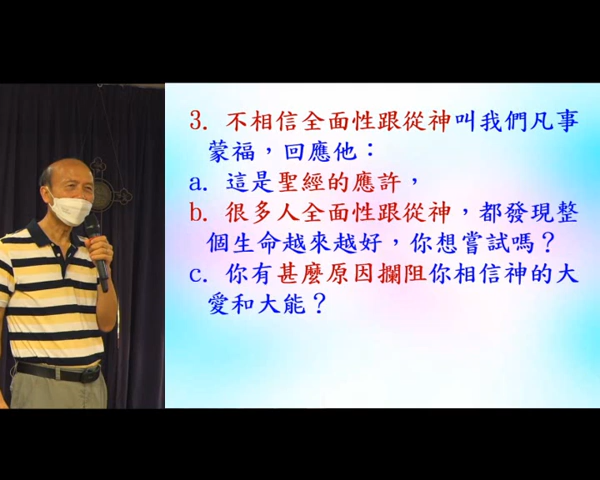 3. 不相信全面性跟從神叫我們凡事
蒙福，回應他：
a. 這是聖經的應許，
b. 很多人全面性跟從神，都發現整
個生命越來越好，你想嘗試嗎？
c. 你有甚麼原因攔阻你相信神的大
愛和大能？